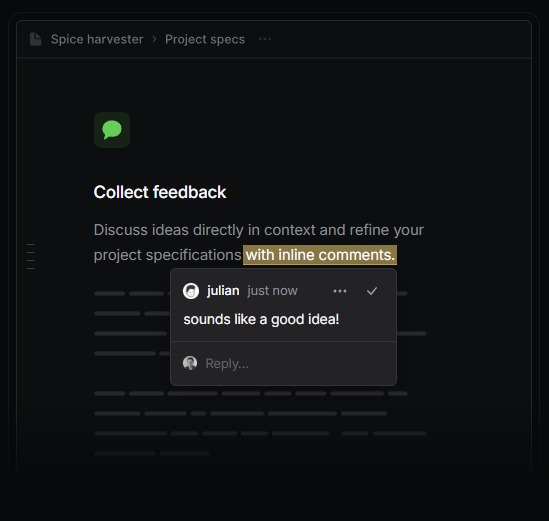 Spice harvester › Project specs ···
Collect feedback
Discuss ideas directly in context and refine your
project specifications with inline comments.
julian just now ···
sounds like a good idea!
Reply...